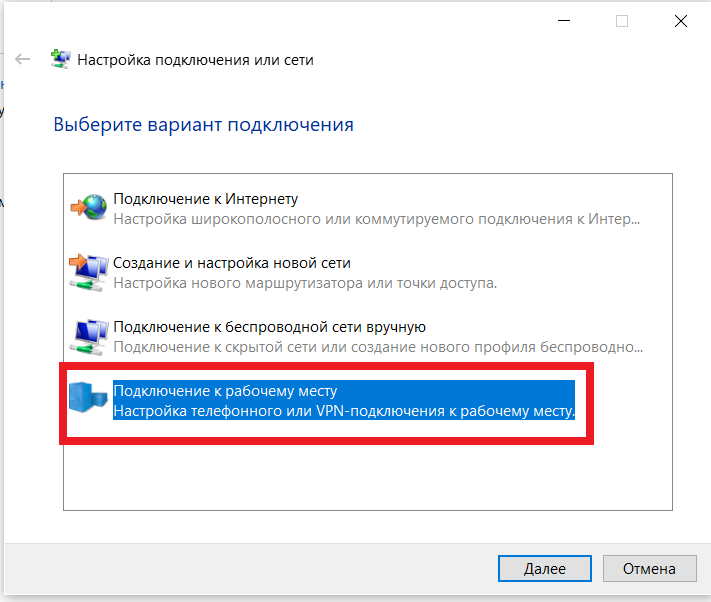 Настройка подключения или сети
Выберите вариант подключения
Подключение к Интернету
Настройка широкополосного или коммутируемого подключения к Интер...
Создание и настройка новой сети
Настройка нового маршрутизатора или точки доступа.
Подключение к беспроводной сети вручную
Подключение к скрытой сети или создание нового профиля беспроводно...
Подключение к рабочему месту
Настройка телефонного или VPN-подключения к рабочему месту.
Далее
Отмена